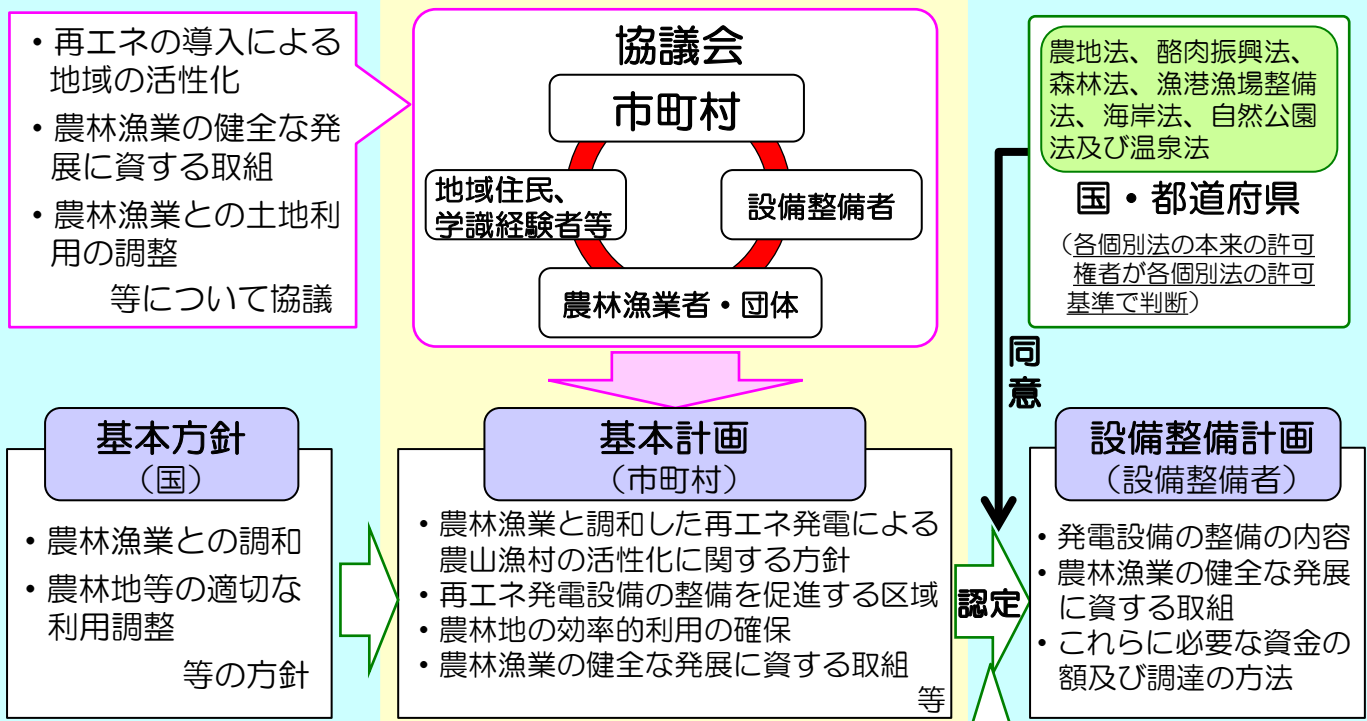 ・再エネの導入による
地域の活性化
・農林漁業の健全な発
展に資する取組
・農林漁業との土地利
用の調整
等について協議
協議会
市町村
地域住民、
学識経験者等
設備整備者
農林漁業者・団体
農地法、酪肉振興法、
森林法、漁港漁場整備
法、海岸法、自然公園
法及び温泉法
国・都道府県
（各個別法の本来の許可
権者が各個別法の許可
基準で判断）
同意
基本方針
（国）
・農林漁業との調和
・農林地等の適切な
利用調整
等の方針
基本計画
（市町村）
・農林漁業と調和した再エネ発電による
農山漁村の活性化に関する方針
・再エネ発電設備の整備を促進する区域
・農林地の効率的利用の確保
・農林漁業の健全な発展に資する取組
等
認定
設備整備計画
（設備整備者）
・発電設備の整備の内容
・農林漁業の健全な発展
に資する取組
・これらに必要な資金の
額及び調達の方法